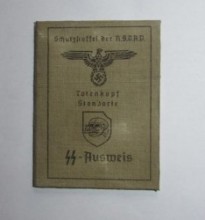 Schutzstaffel der N.S.D.A.P.
Totenkopf
Standarte
SS-Ausweis